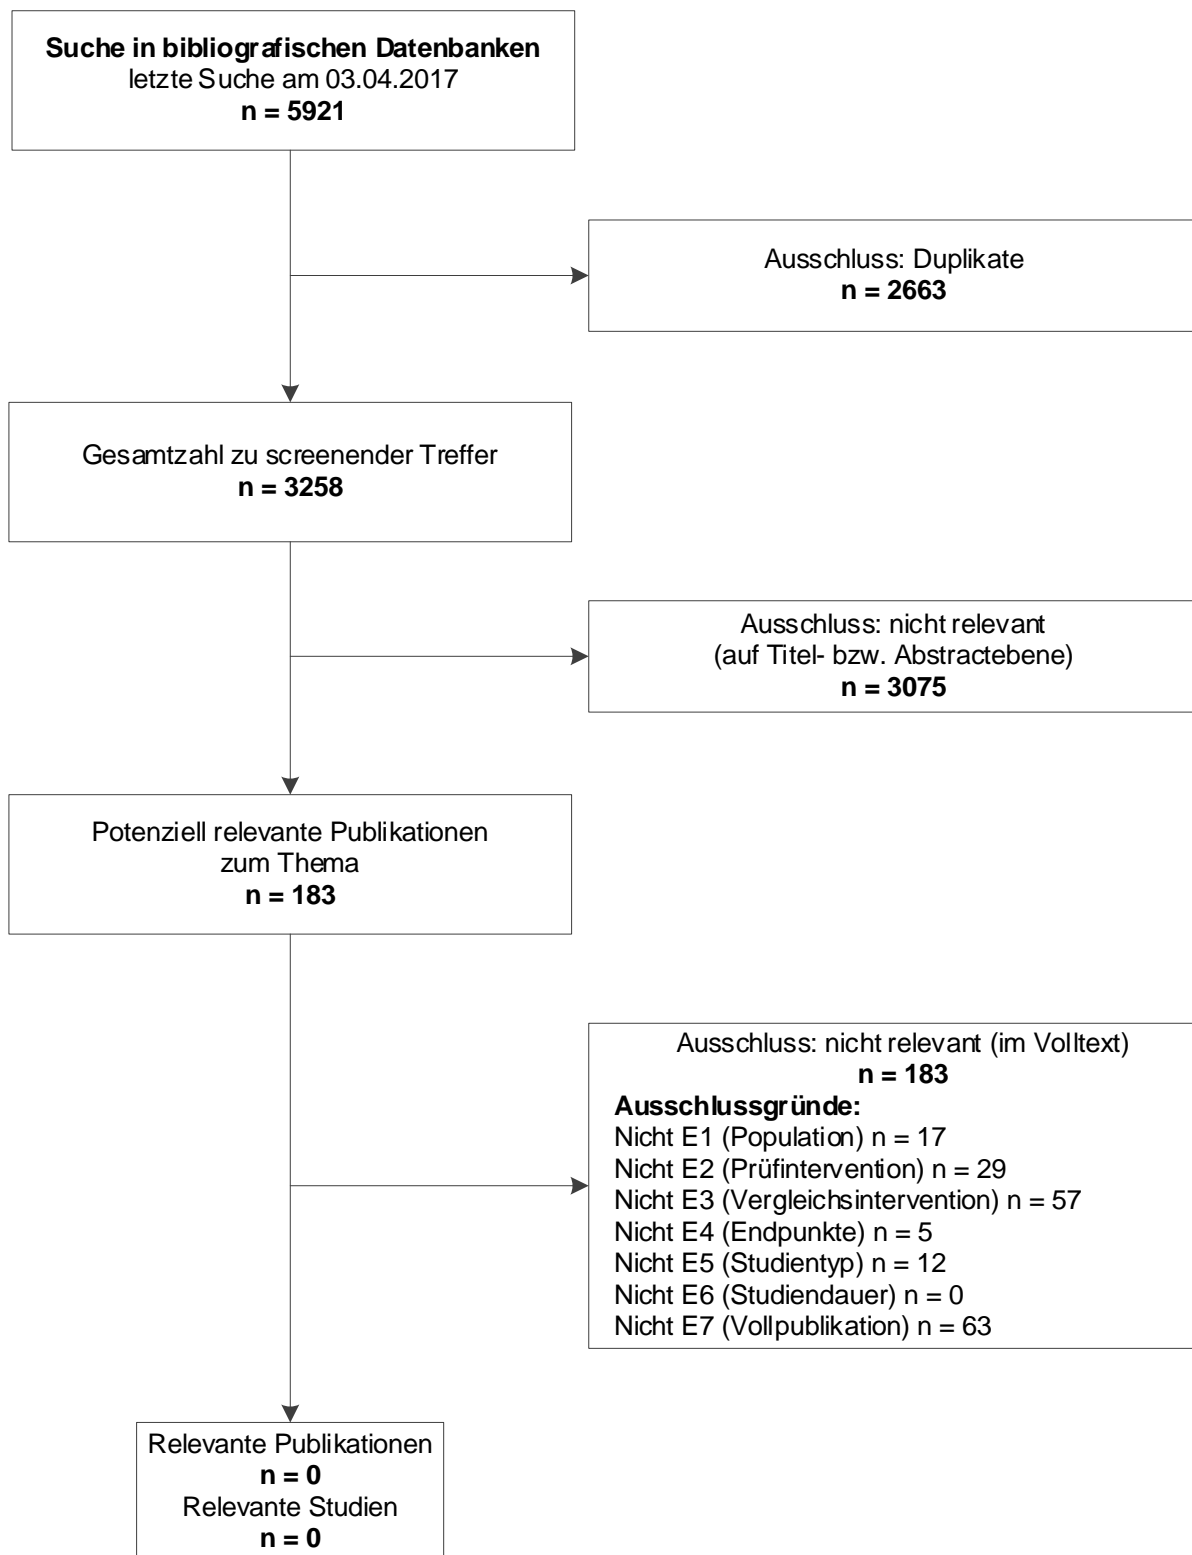 Suche in bibliografischen Datenbanken
letzte Suche am 03.04.2017
n = 5921
Ausschluss: Duplikate
n = 2663
Gesamtzahl zu screenender Treffer
n = 3258
Ausschluss: nicht relevant
(auf Titel- bzw. Abstractebene)
n = 3075
Potenziell relevante Publikationen
zum Thema
n = 183
Ausschluss: nicht relevant (im Volltext)
n = 183
Ausschlussgründe:
Nicht E1 (Population) n = 17
Nicht E2 (Prüfintervention) n = 29
Nicht E3 (Vergleichsintervention) n = 57
Nicht E4 (Endpunkte) n = 5
Nicht E5 (Studientyp) n = 12
Nicht E6 (Studiendauer) n = 0
Nicht E7 (Vollpublikation) n = 63
Relevante Publikationen
n = 0
Relevante Studien
n = 0